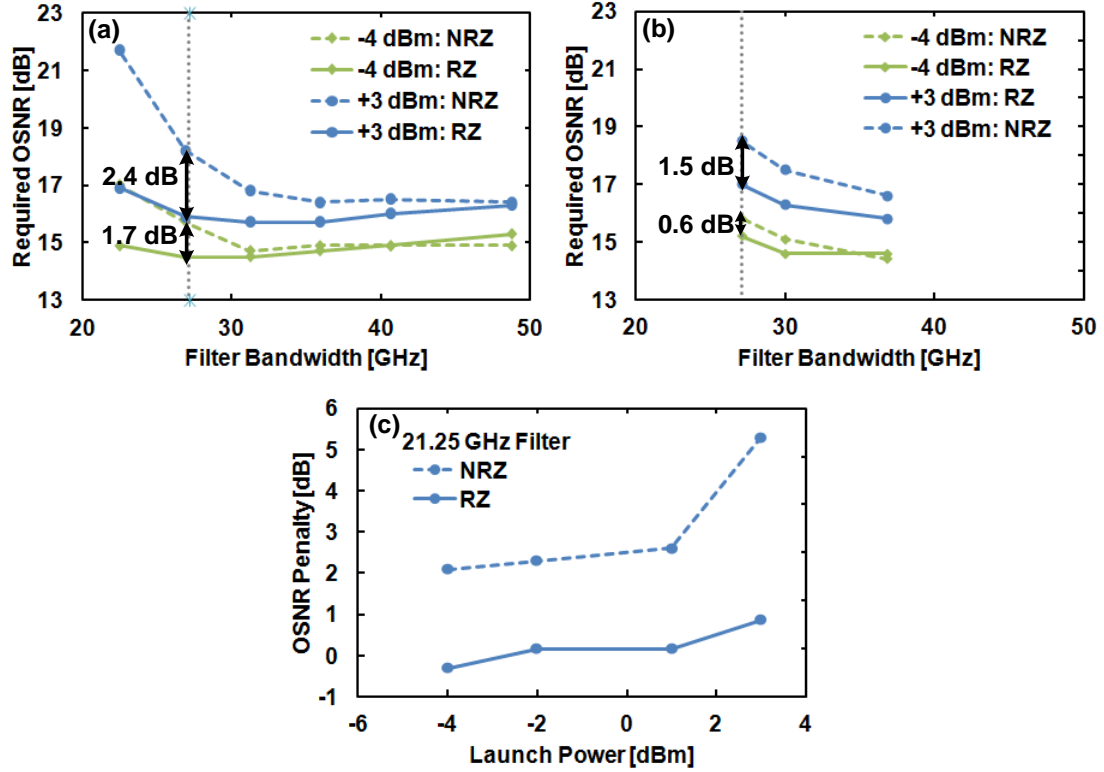 (a)
-4 dBm: NRZ
-4 dBm: RZ
+3 dBm: NRZ
+3 dBm: RZ
2.4 dB
1.7 dB
Required OSNR [dB]
23
21
19
17
15
13
20 30 40 50
Filter Bandwidth [GHz]
(b)
-4 dBm: NRZ
-4 dBm: RZ
+3 dBm: RZ
+3 dBm: NRZ
1.5 dB
0.6 dB
Required OSNR [dB]
23
21
19
17
15
13
20 30 40 50
Filter Bandwidth [GHz]
(c)
21.25 GHz Filter
NRZ
RZ
OSNR Penalty [dB]
6
5
4
3
2
1
0
-1
-6 -4 -2 0 2 4
Launch Power [dBm]